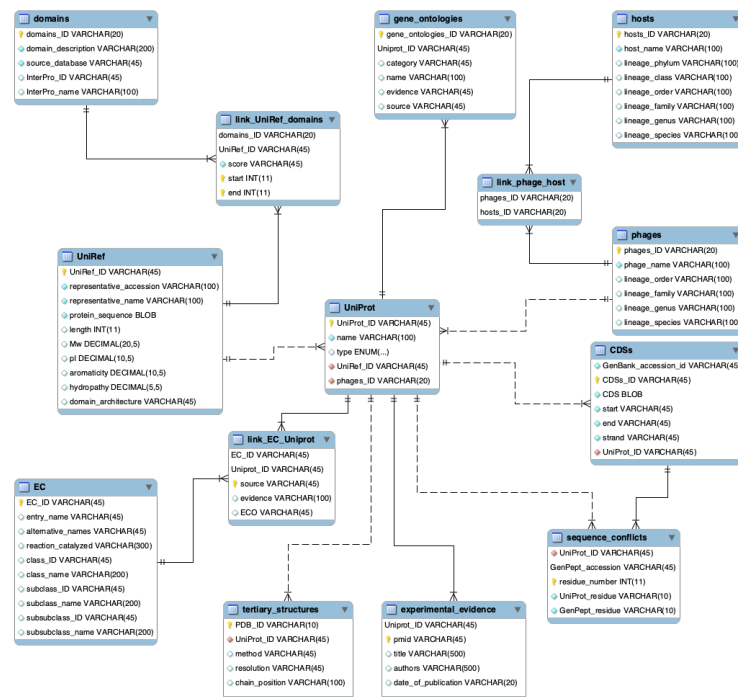 domains
domains_ID VARCHAR(20)
domain_description VARCHAR(200)
source_database VARCHAR(45)
InterPro_ID VARCHAR(45)
InterPro_name VARCHAR(100)
gene_ontologies
gene_ontologies_ID VARCHAR(20)
Uniprot_ID VARCHAR(45)
category VARCHAR(45)
name VARCHAR(100)
evidence VARCHAR(45)
source VARCHAR(45)
hosts
hosts_ID VARCHAR(20)
host_name VARCHAR(100)
lineage_phylum VARCHAR(100)
lineage_class VARCHAR(100)
lineage_order VARCHAR(100)
lineage_family VARCHAR(100)
lineage_genus VARCHAR(100)
lineage_species VARCHAR(100
link_UniRef_domains
domains_ID VARCHAR(20)
UniRef_ID VARCHAR(45)
score VARCHAR(45)
start INT(11)
end INT(11)
link_phage_host
phages_ID VARCHAR(20)
hosts_ID VARCHAR(20)
phages
phages_ID VARCHAR(20)
phage_name VARCHAR(100)
lineage_order VARCHAR(100)
lineage_family VARCHAR(100)
lineage_genus VARCHAR(100)
lineage_species VARCHAR(100
UniRef
UniRef_ID VARCHAR(45)
representative_accession VARCHAR(100)
representative_name VARCHAR(100)
protein_sequence BLOB
length INT(11)
Mw DECIMAL(20,5)
pI DECIMAL(10,5)
aromaticity DECIMAL(10,5)
hydropathy DECIMAL(5,5)
domain_architecture VARCHAR(45)
UniProt
UniProt_ID VARCHAR(45)
name VARCHAR(100)
type ENUM(...)
UniRef_ID VARCHAR(45)
phages_ID VARCHAR(20)
CDSs
GenBank_accession_id VARCHAR(45
CDSs_ID VARCHAR(45)
CDS BLOB
start VARCHAR(45)
end VARCHAR(45)
strand VARCHAR(45)
UniProt_ID VARCHAR(45)
link_EC_Uniprot
EC_ID VARCHAR(45)
Uniprot_ID VARCHAR(45)
source VARCHAR(45)
evidence VARCHAR(100)
ECO VARCHAR(45)
EC
EC_ID VARCHAR(45)
entry_name VARCHAR(45)
alternative_names VARCHAR(45)
reaction_catalyzed VARCHAR(300)
class_ID VARCHAR(45)
class_name VARCHAR(200)
subclass_ID VARCHAR(45)
subclass_name VARCHAR(200)
subsubclass_ID VARCHAR(45)
subsubclass_name VARCHAR(200)
sequence_conflicts
UniProt_ID VARCHAR(45)
GenPept_accession VARCHAR(45)
residue_number INT(11)
UniProt_residue VARCHAR(10)
GenPept_residue VARCHAR(10)
tertiary_structures
PDB_ID VARCHAR(10)
UniProt_ID VARCHAR(45)
method VARCHAR(45)
resolution VARCHAR(45)
chain_position VARCHAR(100)
experimental_evidence
Uniprot_ID VARCHAR(45)
pmid VARCHAR(45)
title VARCHAR(500)
authors VARCHAR(500)
date_of_publication VARCHAR(20)